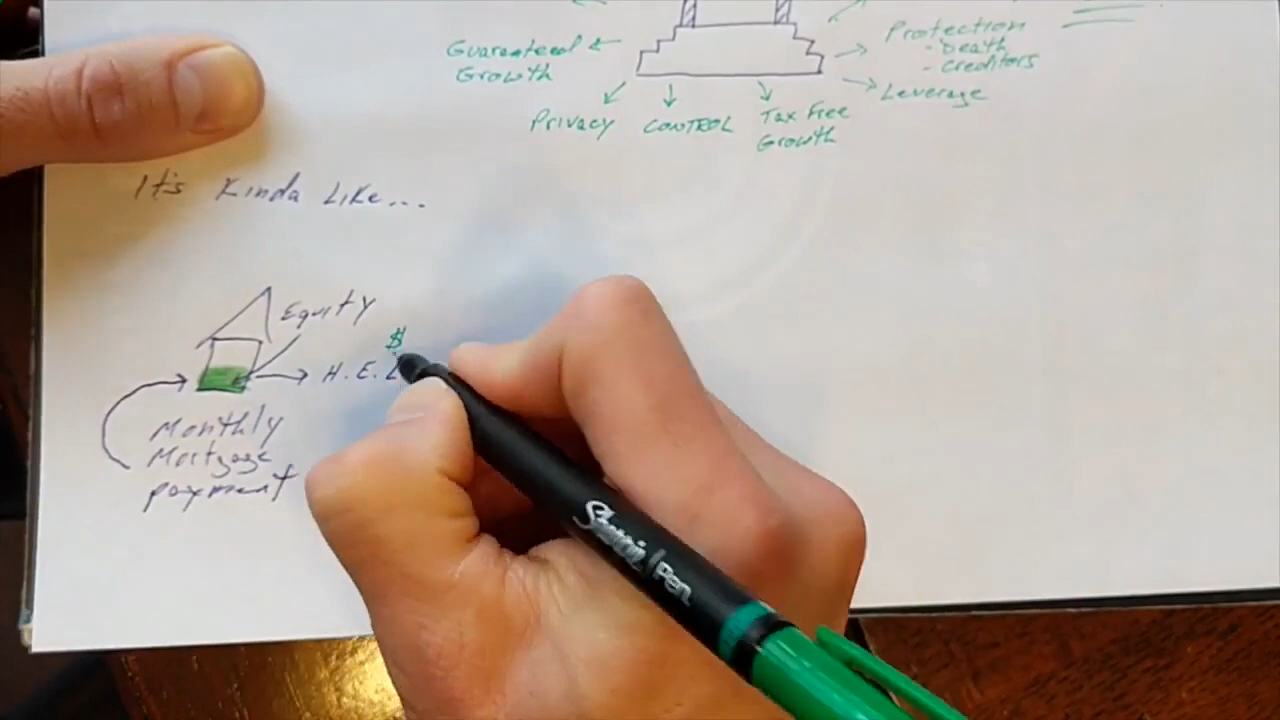 Guaranteed
Growth
Privacy
CONTROL
Tax Free
Growth
Protection
- Death
- Creditors
Leverage
It's Kinda Like...
Equity
$
H.E.L
Monthly
Mortgage
payment
Sharpie Pen